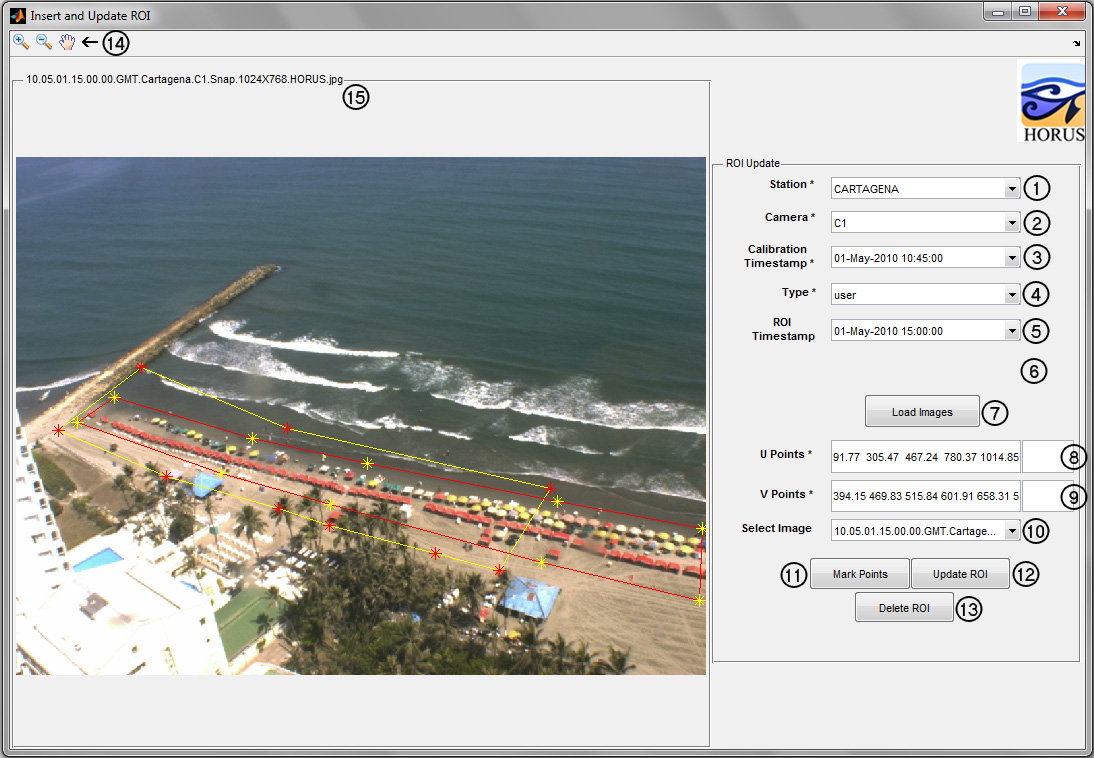 Insert and Update ROI
14
10.05.01.15.00.00.GMT.Cartagena.C1.Snap.1024X768.HORUS.jpg
15
HORUS
ROI Update
Station * CARTAGENA 1
Camera * C1 2
Calibration
Timestamp * 01-May-2010 10:45:00 3
Type * user 4
ROI
Timestamp 01-May-2010 15:00:00 5
6
Load Images 7
U Points * 91.77 305.47 467.24 780.37 1014.85 8
V Points * 394.15 469.83 515.84 601.91 658.31 5 9
Select Image 10.05.01.15.00.00.GMT.Cartage... 10
11 Mark Points Update ROI 12
Delete ROI 13